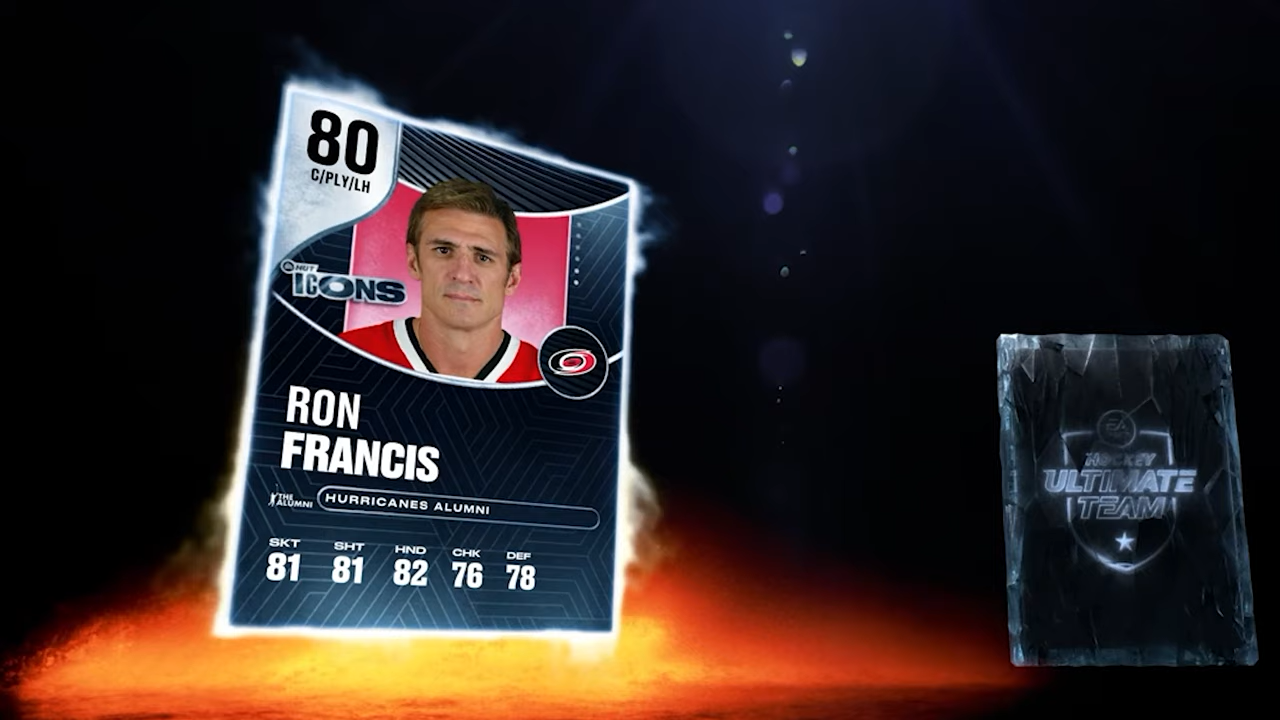 80
C/PLY/LH
HUT
ICONS
RON
FRANCIS
THE
ALUMNI
HURRICANES ALUMNI
SKT SHT HND CHK DEF
81 81 82 76 78
EA
HOCKEY
ULTIMATE
TEAM